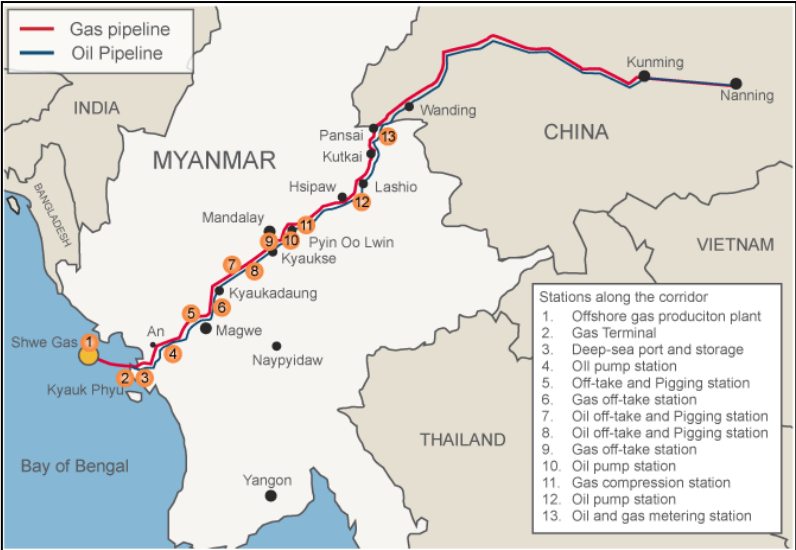 Gas pipeline
Oil Pipeline
INDIA
CHINA
MYANMAR
BANGLADESH
VIETNAM
THAILAND
Kunming
Nanning
Wanding
Pansai
13
Kutkai
Hsipaw
Lashio
12
Mandalay
11
9
10
Pyin Oo Lwin
Kyaukse
7
8
Kyaukadaung
5
6
Magwe
An
4
Naypyidaw
Shwe Gas
1
2
3
Kyauk Phyu
Bay of Bengal
Yangon
Stations along the corridor
1. Offshore gas produciton plant
2. Gas Terminal
3. Deep-sea port and storage
4. OIl pump station
5. Off-take and Pigging station
6. Gas off-take station
7. Oil off-take and Pigging station
8. Oil off-take and Pigging station
9. Gas off-take station
10. Oil pump station
11. Gas compression station
12. Oil pump station
13. Oil and gas metering station